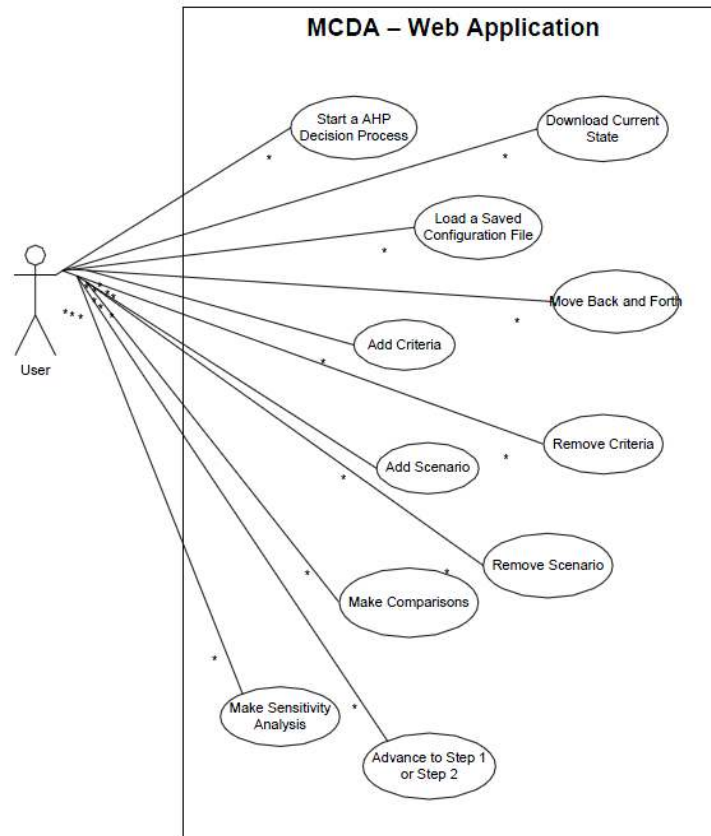 MCDA – Web Application
Start a AHP
Decision Process
Download Current
State
Load a Saved
Configuration File
Move Back and Forth
Add Criteria
User
Remove Criteria
Add Scenario
Remove Scenario
Make Comparisons
Make Sensitivity
Analysis
Advance to Step 1
or Step 2